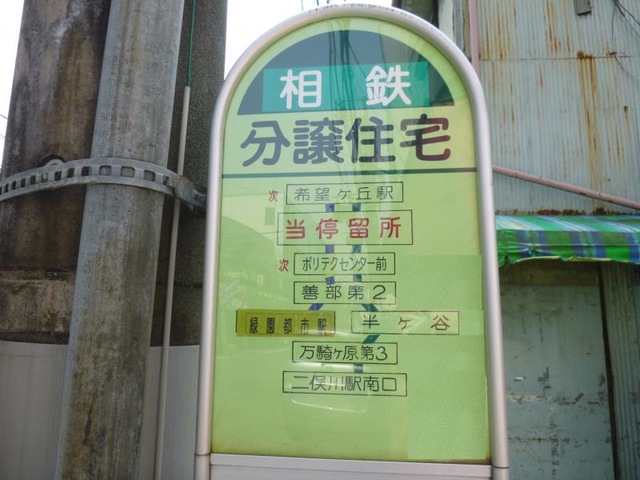 相鉄
分譲住宅
次 希望ケ丘駅
当停留所
次 ポリテクセンター前
善部第2
緑園都市駅 半ヶ谷
万騎ヶ原第3
二俣川駅南口